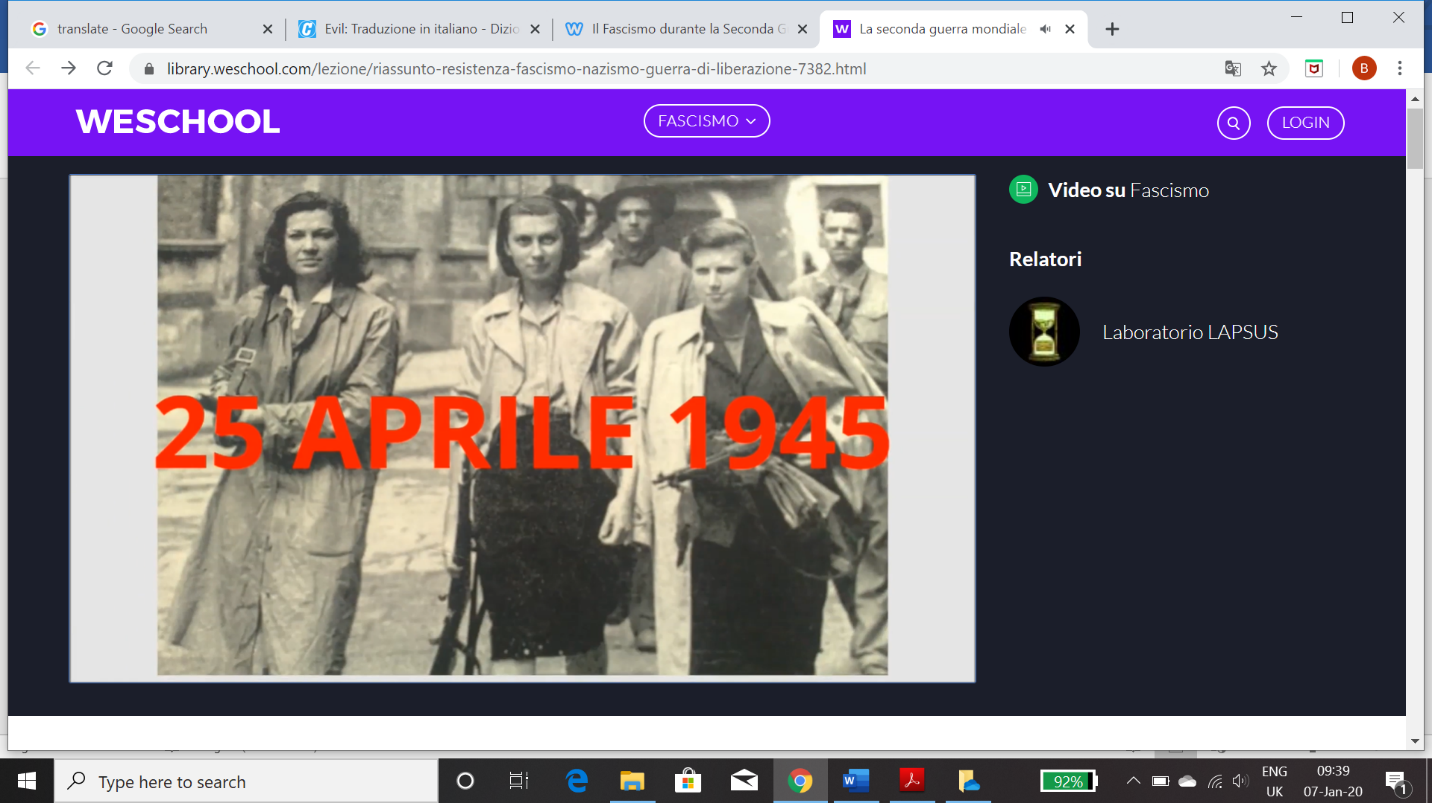 translate - Google Search
Evil: Traduzione in italiano - Dizio
Il Fascismo durante la Seconda G
La seconda guerra mondiale
library.weschool.com/lezione/riassunto-resistenza-fascismo-nazismo-guerra-di-liberazione-7382.html
B
WESCHOOL
FASCISMO
LOGIN
25 APRILE 1945
Video su Fascismo
Relatori
Laboratorio LAPSUS
Type here to search
92%
ENG
UK
09:39
07-Jan-20
1